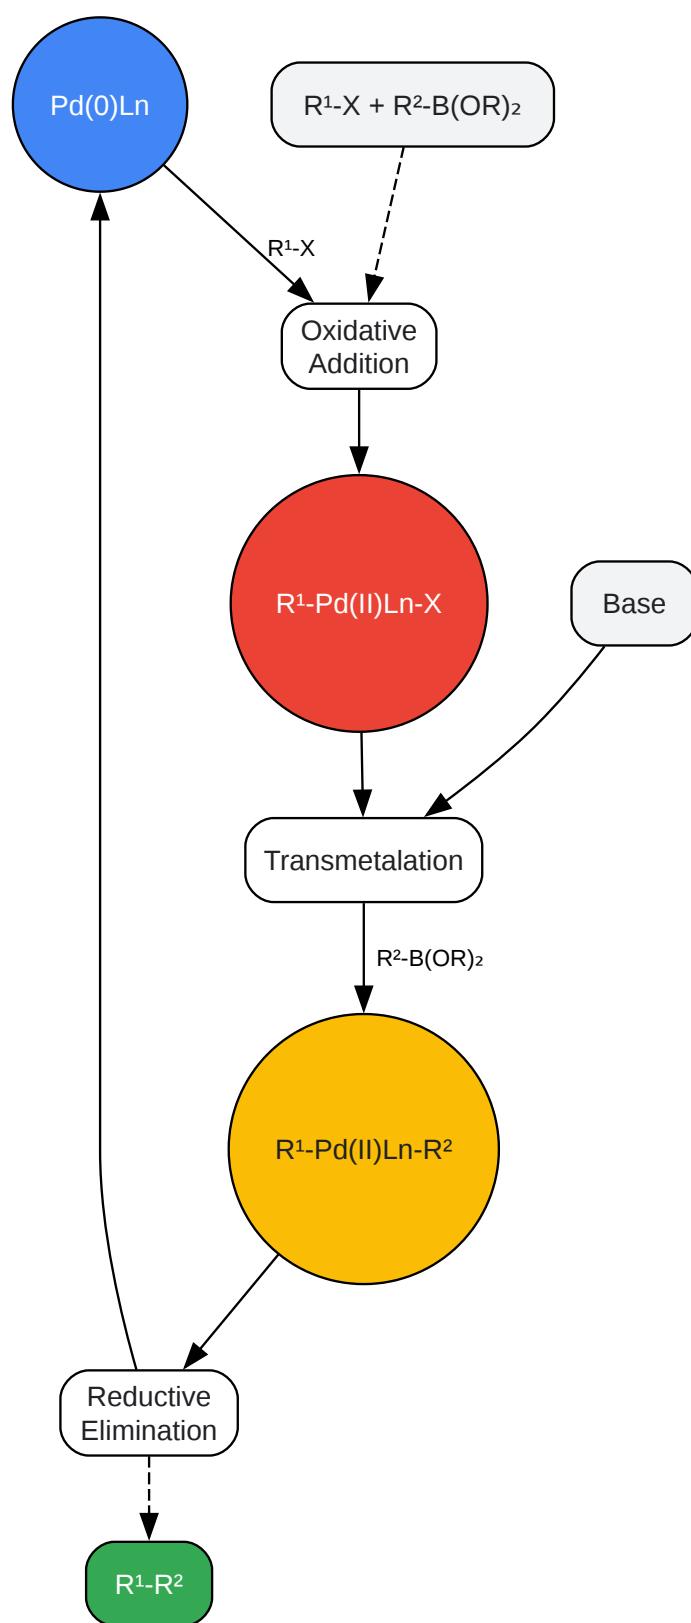 Pd(0)Ln
R¹-X + R²-B(OR)₂
R¹-X
Oxidative
Addition
R¹-Pd(II)Ln-X
Base
Transmetalation
R²-B(OR)₂
R¹-Pd(II)Ln-R²
Reductive
Elimination
R¹-R²